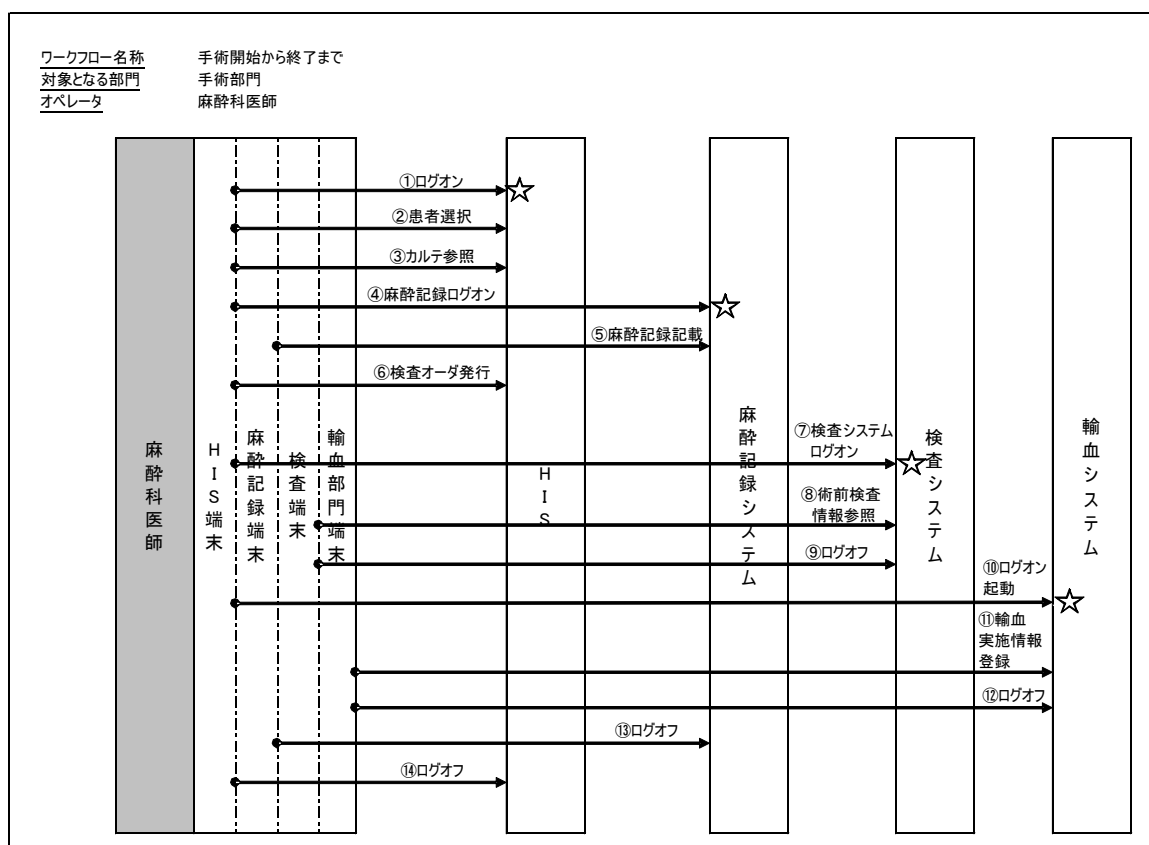 ワークフロー名称 手術開始から終了まで
対象となる部門 手術部門
オペレータ 麻酔科医師
①ログオン
②患者選択
③カルテ参照
④麻酔記録ログオン
⑤麻酔記録記載
⑥検査オーダ発行
⑦検査システム
ログオン
⑧術前検査
情報参照
⑨ログオフ
⑩ログオン
起動
⑪輸血
実施情報
登録
⑫ログオフ
⑬ログオフ
⑭ログオフ
麻酔科医師
HIS端末
麻酔記録端末
検査端末
輸血部門端末
HIS
麻酔記録システム
検査システム
輸血システム